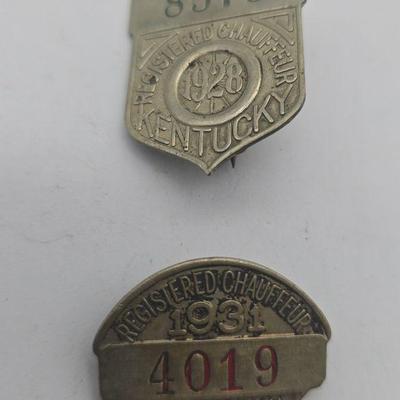 REGISTERED CHAUFFEUR
1928
KENTUCKY
REGISTERED CHAUFFEUR
1931
4019